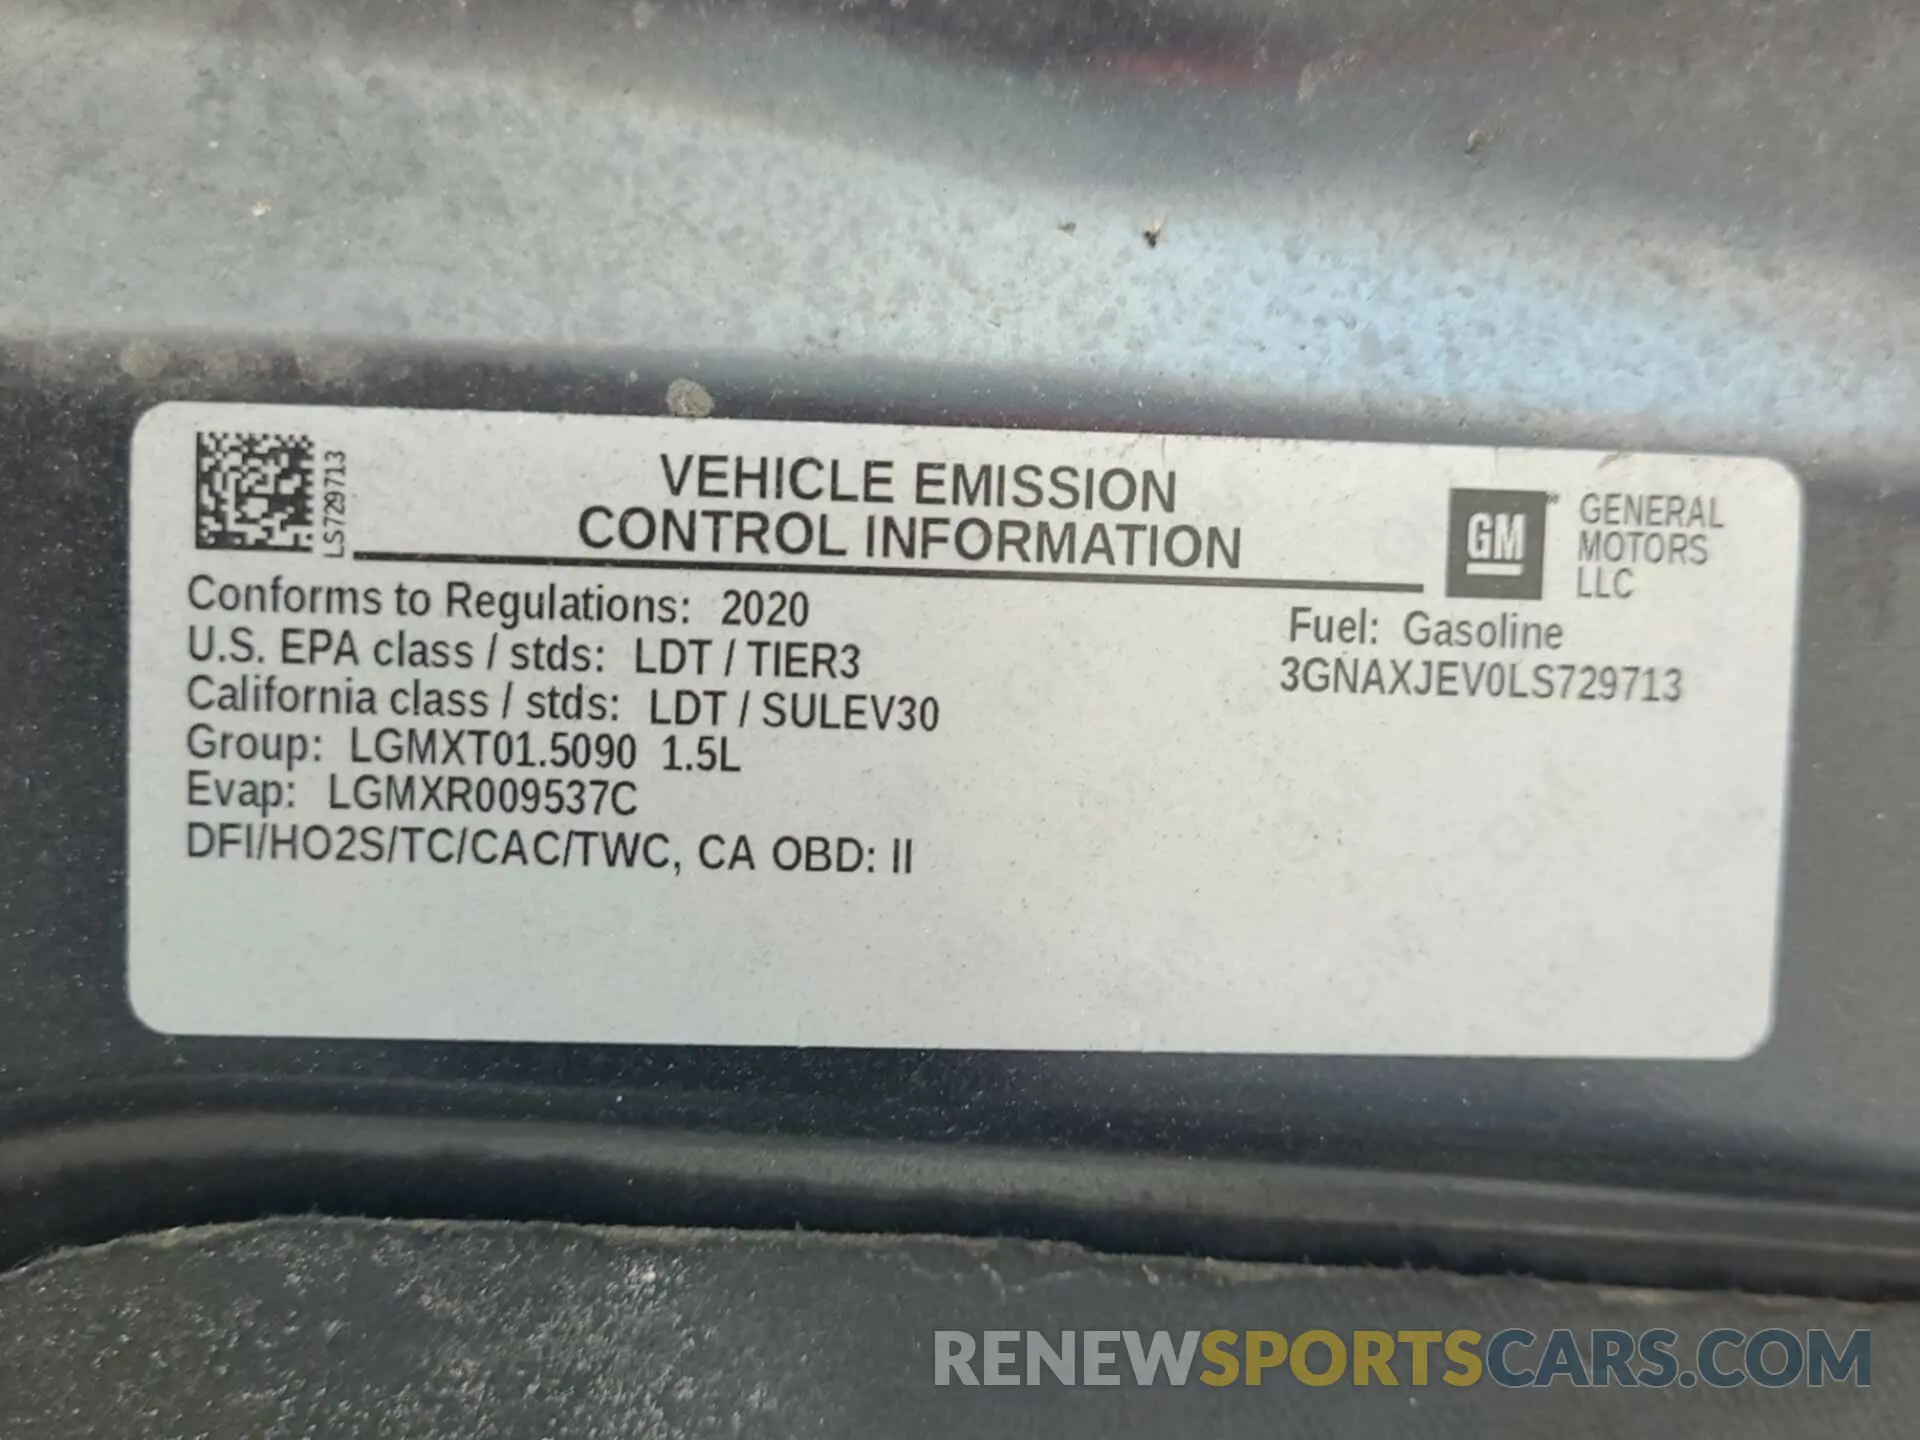 LS729713
VEHICLE EMISSION
CONTROL INFORMATION
GM
GENERAL
MOTORS
LLC
Conforms to Regulations: 2020
U.S. EPA class / stds: LDT / TIER3
California class / stds: LDT / SULEV30
Group: LGMXT01.5090 1.5L
Evap: LGMXR009537C
DFI/HO2S/TC/CAC/TWC, CA OBD: II
Fuel: Gasoline
3GNAXJEV0LS729713
RENEWSPORTSCARS.COM